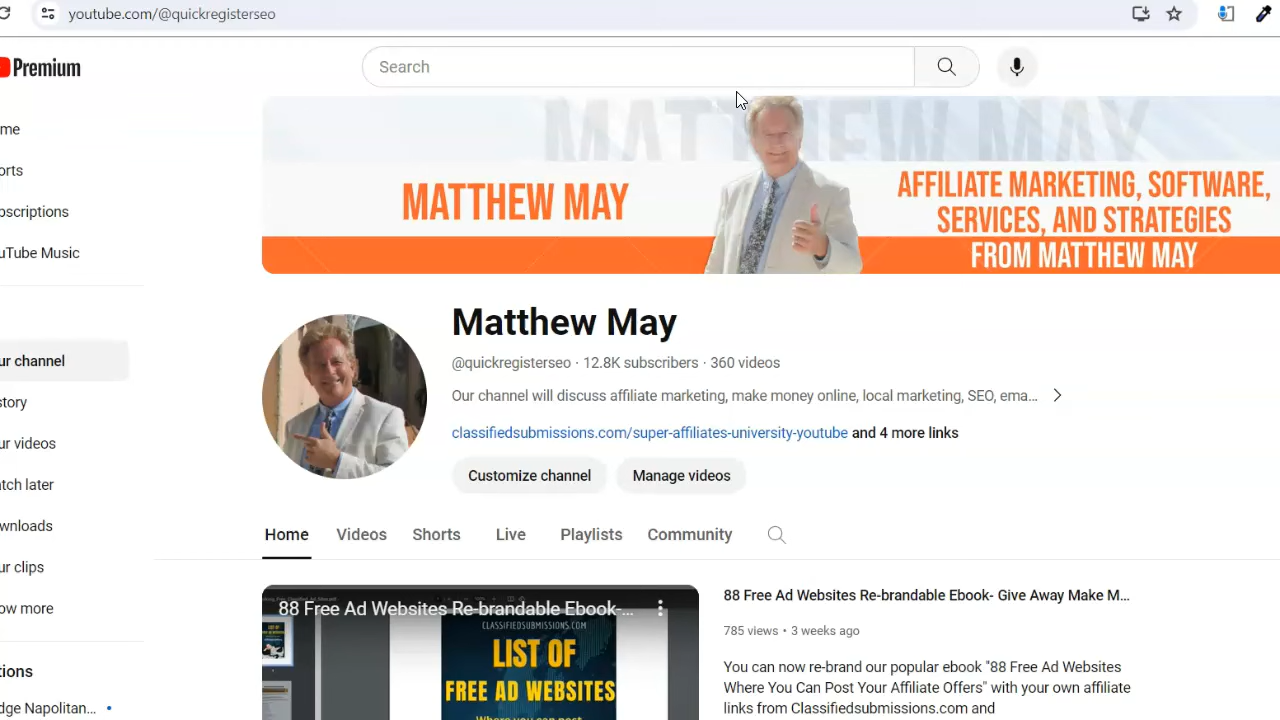 youtube.com/@quickregisterseo
Premium
Search
me
orts
bscriptions
uTube Music
ur channel
story
ur videos
tch later
wnloads
ur clips
ow more
tions
dge Napolitan...
MATTHEW MAY
MATTHEW MAY
AFFILIATE MARKETING, SOFTWARE,
SERVICES, AND STRATEGIES
FROM MATTHEW MAY
Matthew May
@quickregisterseo · 12.8K subscribers · 360 videos
Our channel will discuss affiliate marketing, make money online, local marketing, SEO, ema...
classifiedsubmissions.com/super-affiliates-university-youtube and 4 more links
Customize channel Manage videos
Home Videos Shorts Live Playlists Community
88 Free Ad Websites Re-brandable Ebook-...
CLASSIFIEDSUBMISSIONS.COM
LIST OF
FREE AD WEBSITES
Where you can post
88 Free Ad Websites Re-brandable Ebook- Give Away Make M...
785 views • 3 weeks ago
You can now re-brand our popular ebook "88 Free Ad Websites
Where You Can Post Your Affiliate Offers" with your own affiliate
links from Classifiedsubmissions.com and